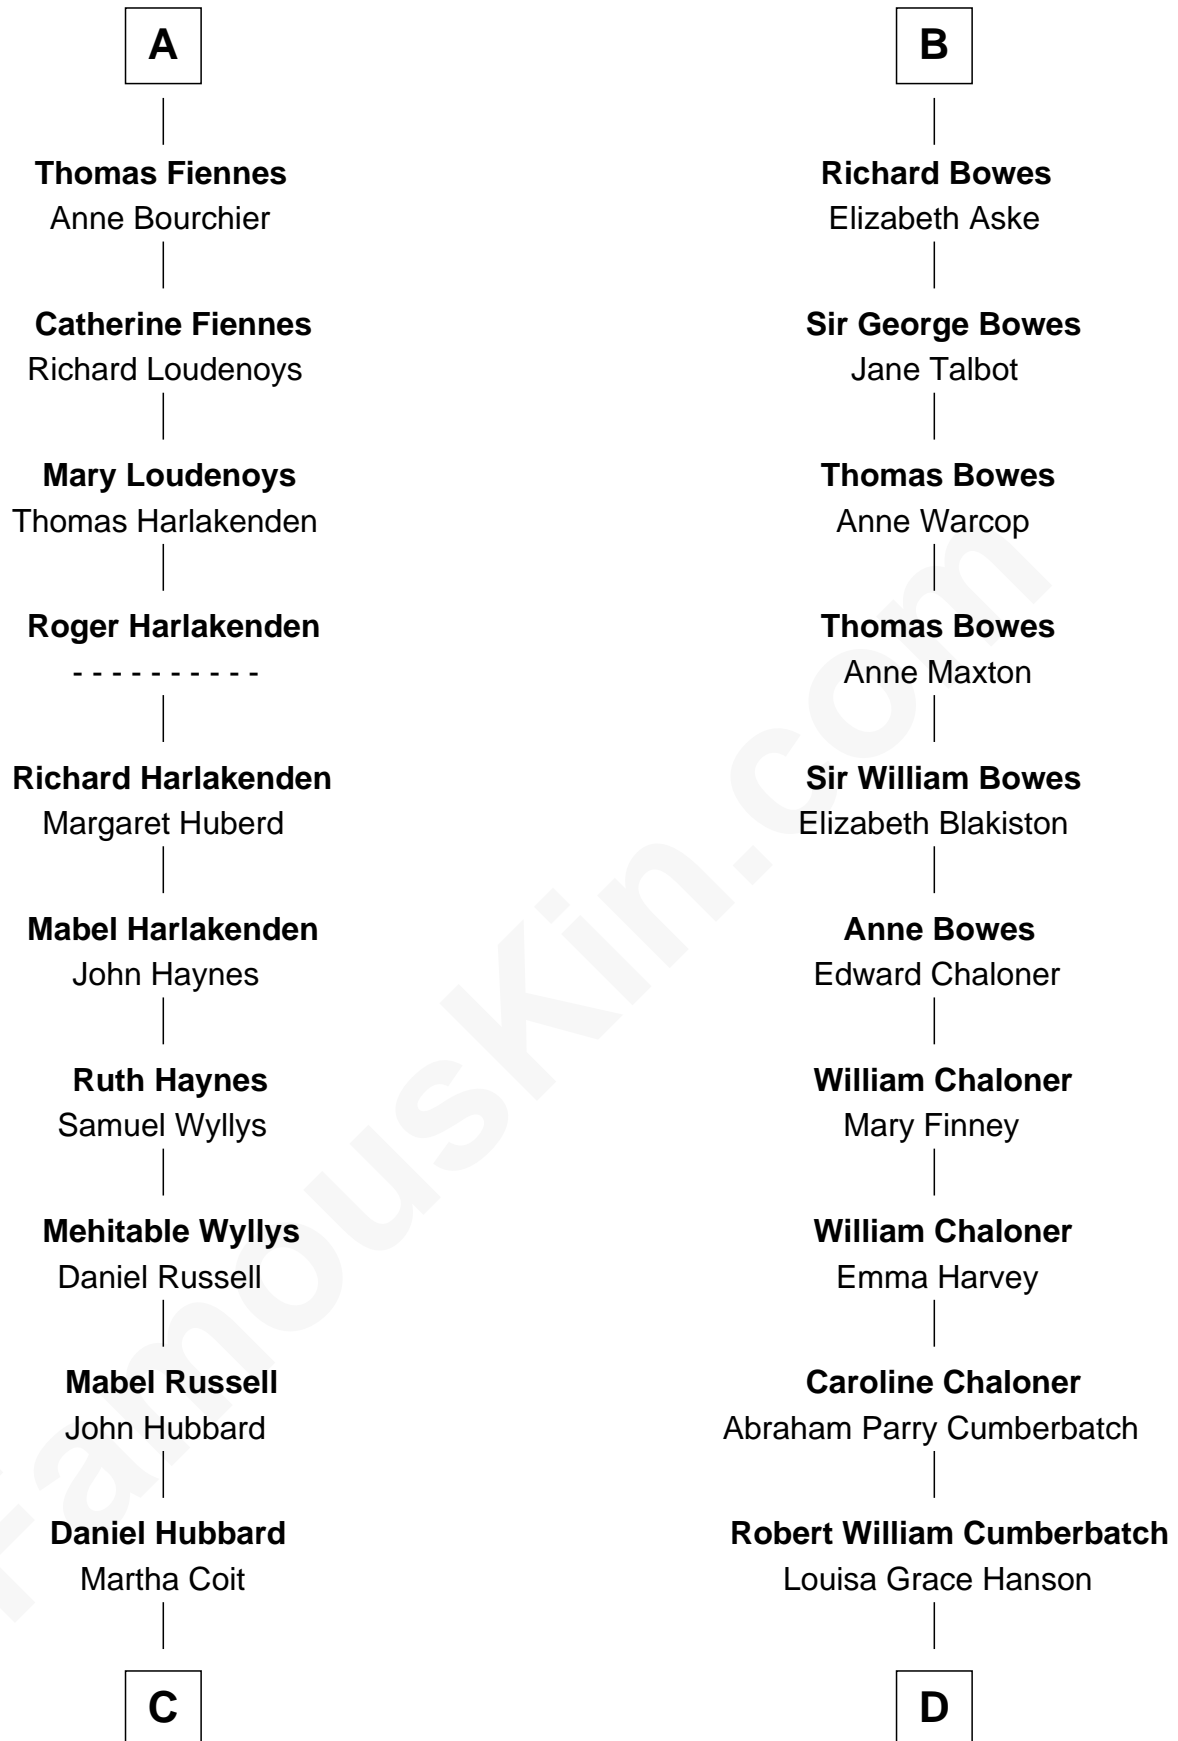 A
Thomas Fiennes
Anne Bourchier
Catherine Fiennes
Richard Loudenoys
Mary Loudenoys
Thomas Harlakenden
Roger Harlakenden
- - - - - - - - - -
Richard Harlakenden
Margaret Huberd
Mabel Harlakenden
John Haynes
Ruth Haynes
Samuel Wyllys
Mehitable Wyllys
Daniel Russell
Mabel Russell
John Hubbard
Daniel Hubbard
Martha Coit
C
B
Richard Bowes
Elizabeth Aske
Sir George Bowes
Jane Talbot
Thomas Bowes
Anne Warcop
Thomas Bowes
Anne Maxton
Sir William Bowes
Elizabeth Blakiston
Anne Bowes
Edward Chaloner
William Chaloner
Mary Finney
William Chaloner
Emma Harvey
Caroline Chaloner
Abraham Parry Cumberbatch
Robert William Cumberbatch
Louisa Grace Hanson
D
FamousKin.com